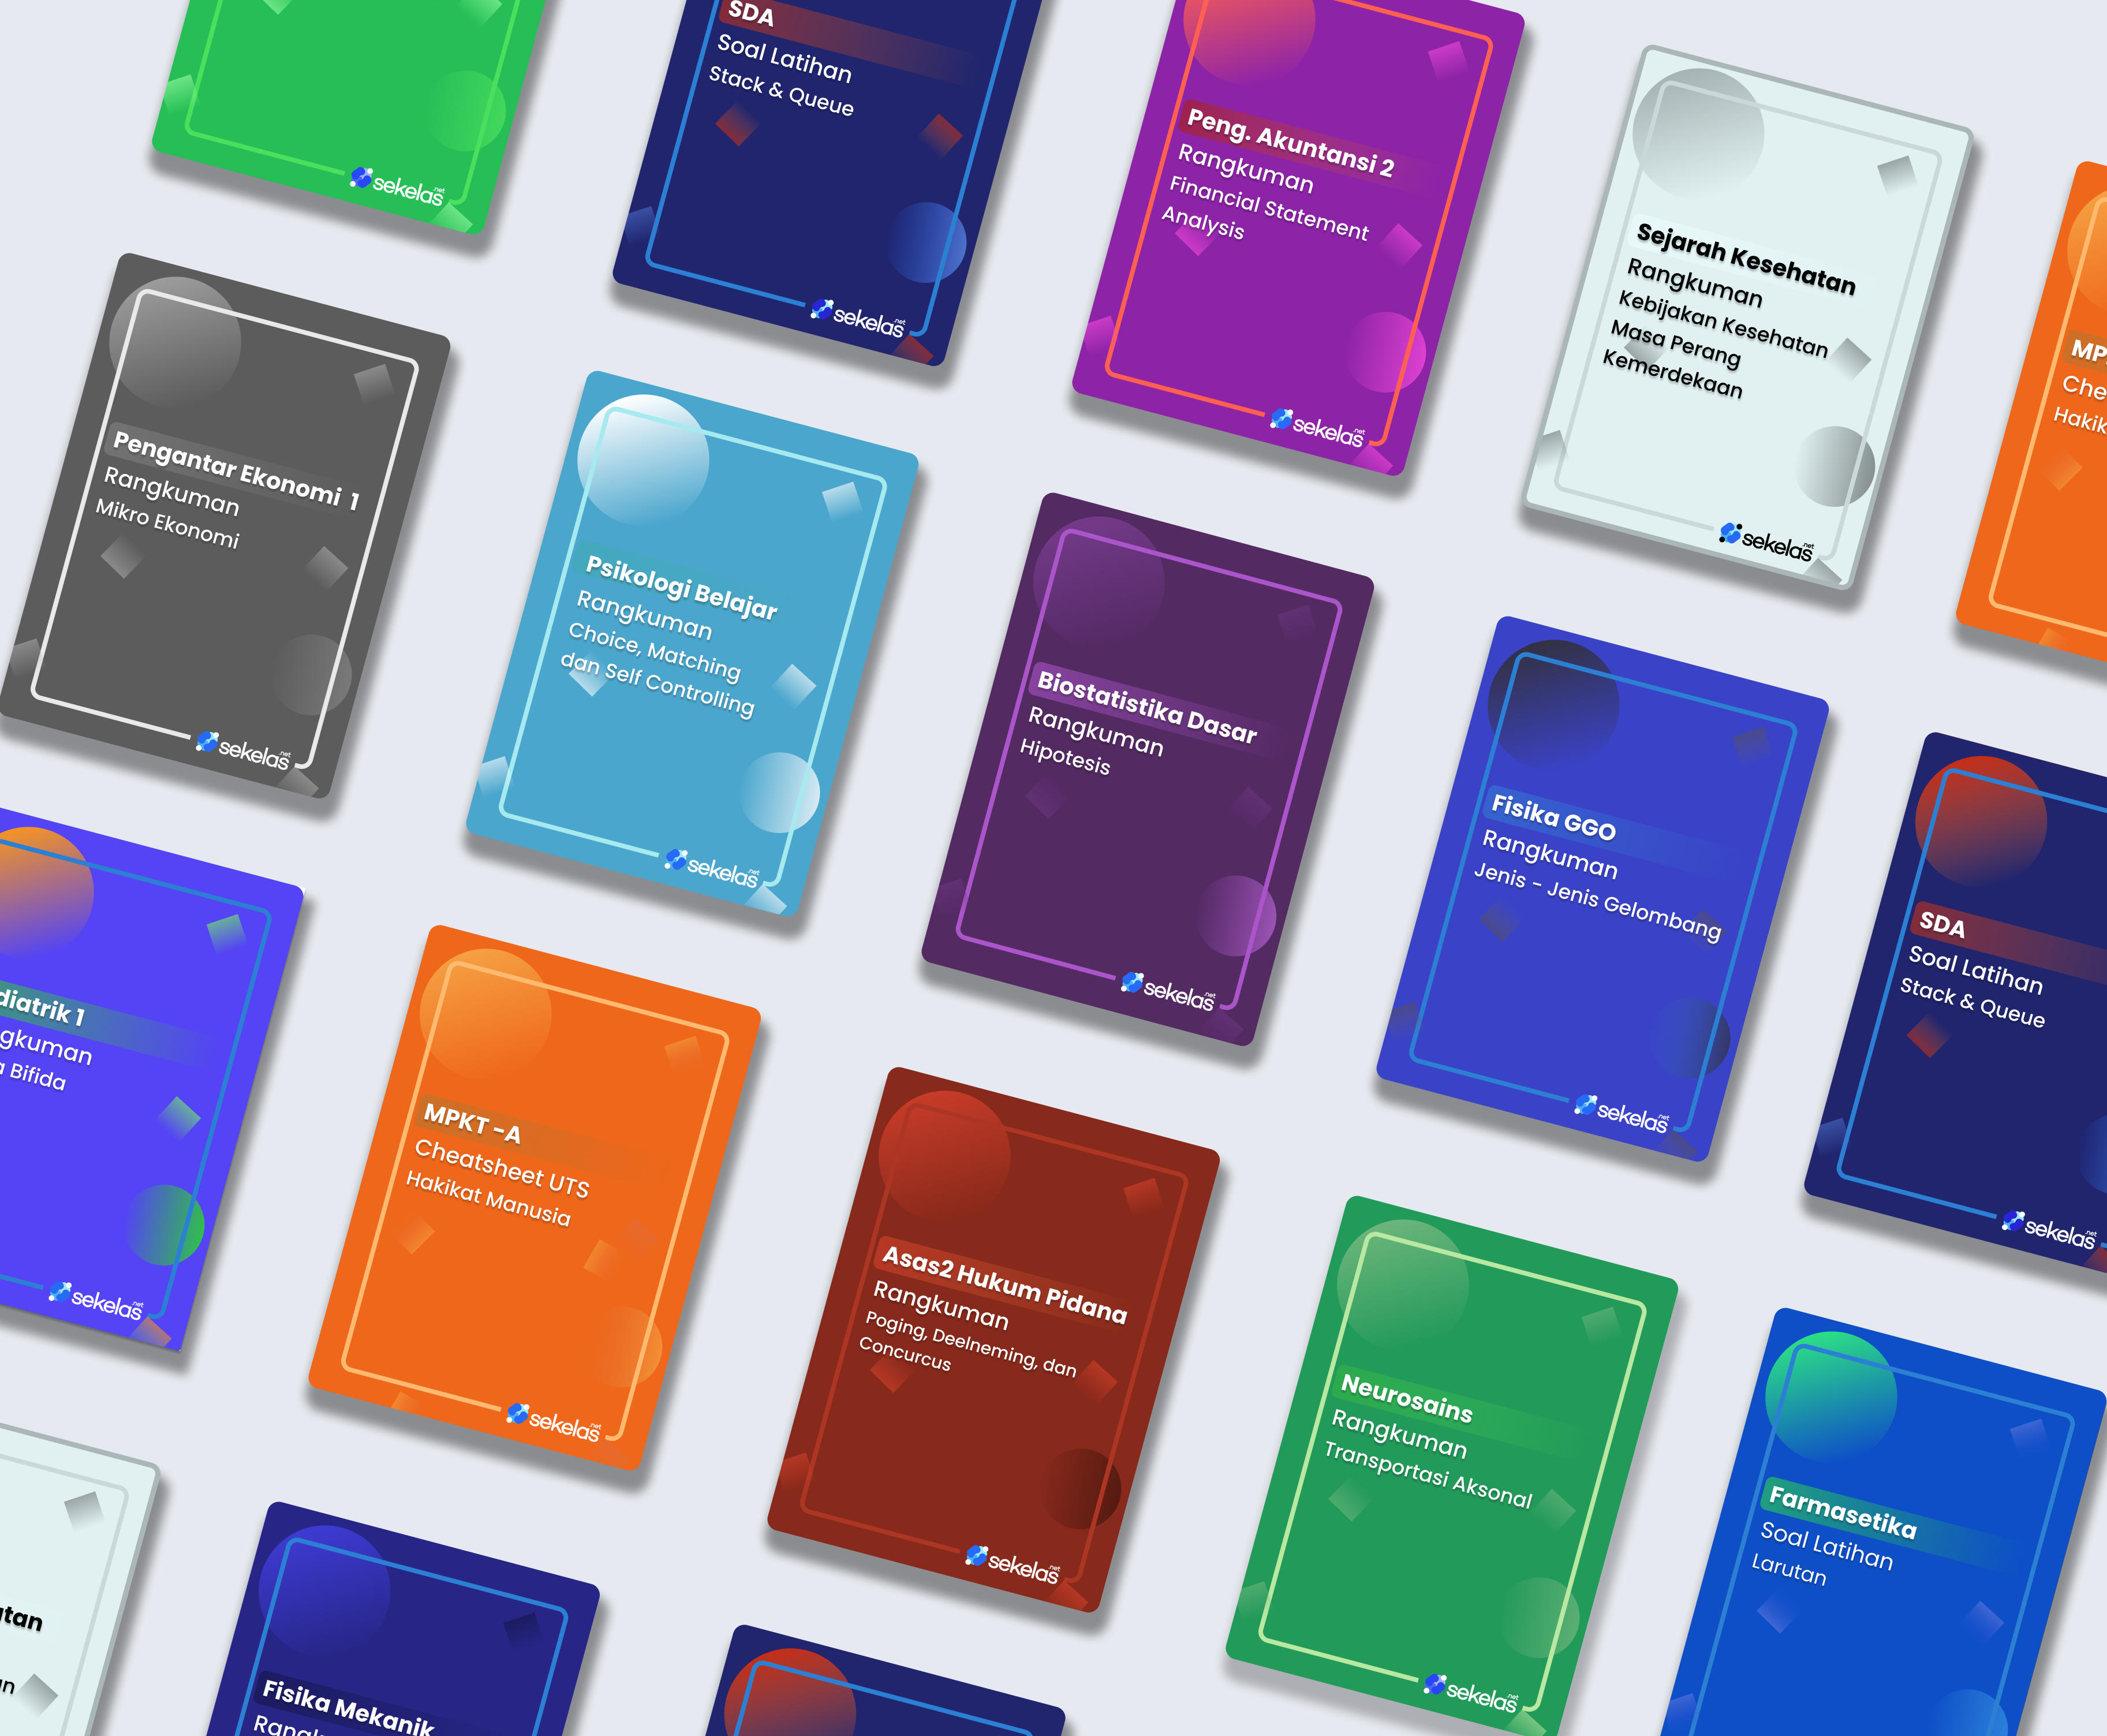 sekelas.net
SDA
Soal Latihan
Stack & Queue
sekelas.net
Peng. Akuntansi 2
Rangkuman
Financial Statement
Analysis
sekelas.net
Sejarah Kesehatan
Rangkuman
Kebijakan Kesehatan
Masa Perang
Kemerdekaan
sekelas.net
MP
Che
Hakik
Pengantar Ekonomi 1
Rangkuman
Mikro Ekonomi
sekelas.net
Psikologi Belajar
Rangkuman
Choice, Matching
dan Self Controlling
sekelas.net
Biostatistika Dasar
Rangkuman
Hipotesis
sekelas.net
Fisika GGO
Rangkuman
Jenis - Jenis Gelombang
sekelas.net
SDA
Soal Latihan
Stack & Queue
sekelas.net
diatrik 1
gkuman
a Bifida
sekelas.net
MPKT -A
Cheatsheet UTS
Hakikat Manusia
sekelas.net
Asas2 Hukum Pidana
Rangkuman
Poging, Deelneming, dan
Concurcus
sekelas.net
Neurosains
Rangkuman
Transportasi Aksonal
sekelas.net
Farmasetika
Soal Latihan
Larutan
atan
an
Fisika Mekanik